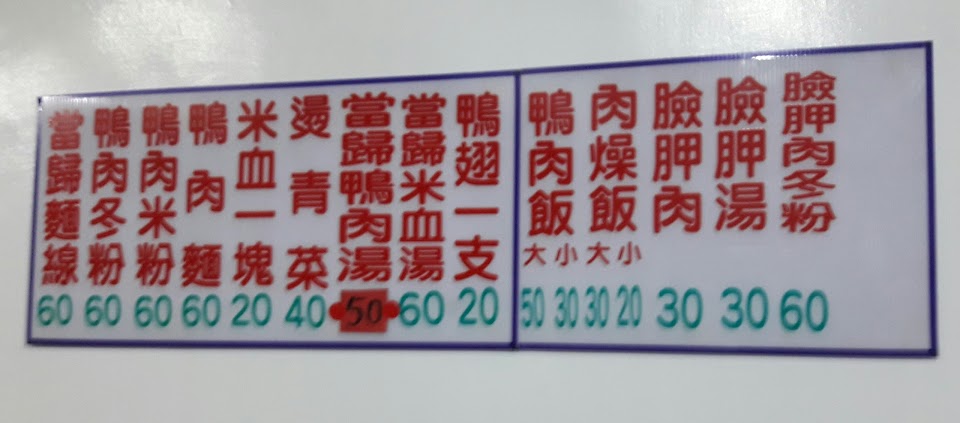 當歸麵線 60
鴨肉冬粉 60
鴨肉米粉 60
鴨肉麵 60
米血一塊 20
燙青菜 40
當歸鴨肉湯 50
當歸米血湯 60
鴨翅一支 20
鴨肉飯 大 小 50 30
肉燥飯 大 小 30 20
臉胛肉 30
臉胛湯 30
臉胛肉冬粉 60